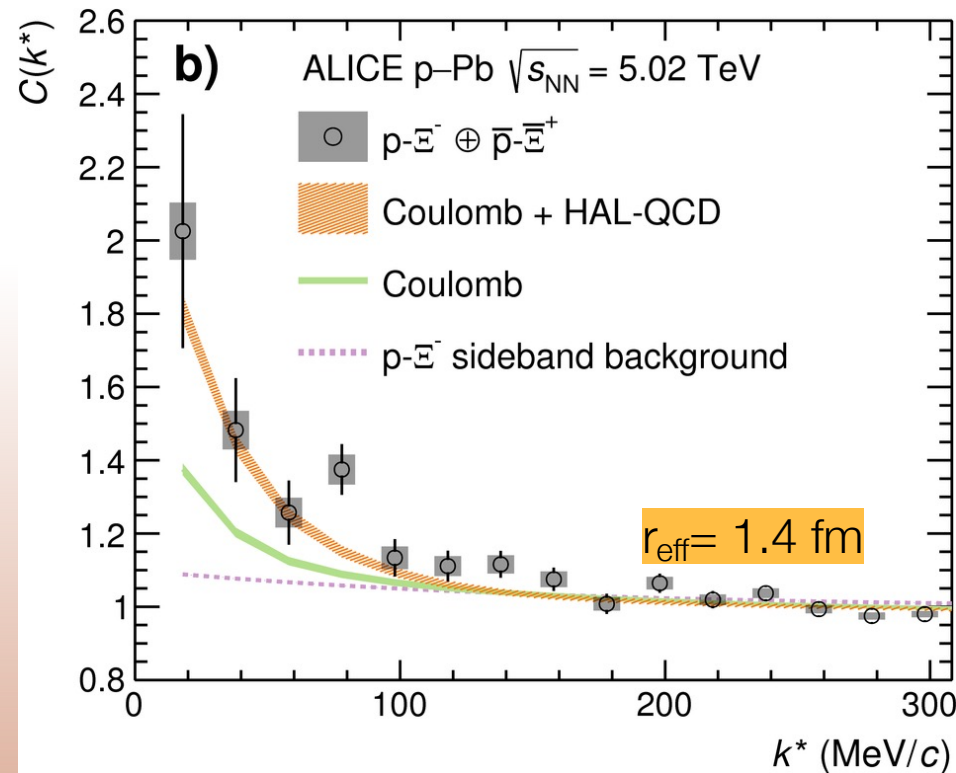 C(k*)
2.6
2.4
2.2
2
1.8
1.6
1.4
1.2
1
0.8
b) ALICE p–Pb √sNN = 5.02 TeV
p-Ξ⁻ ⊕ p̅-Ξ̅⁺
Coulomb + HAL-QCD
Coulomb
p-Ξ⁻ sideband background
reff= 1.4 fm
0 100 200 300
k* (MeV/c)